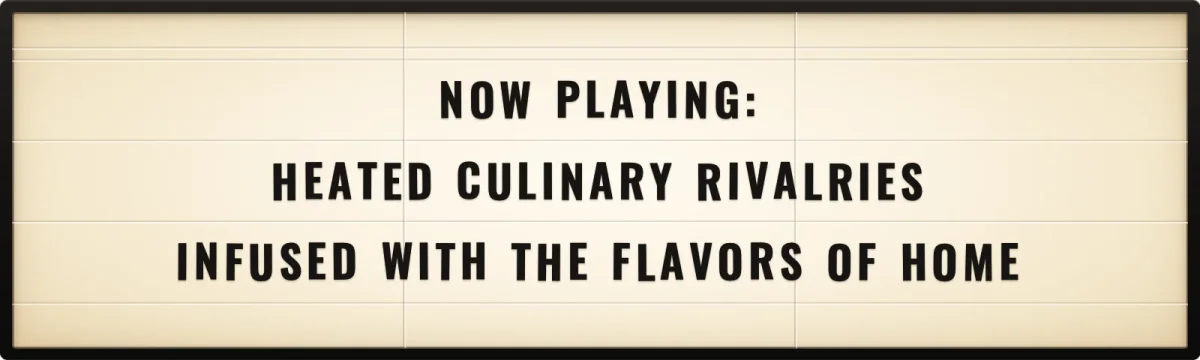 NOW PLAYING:
HEATED CULINARY RIVALRIES
INFUSED WITH THE FLAVORS OF HOME